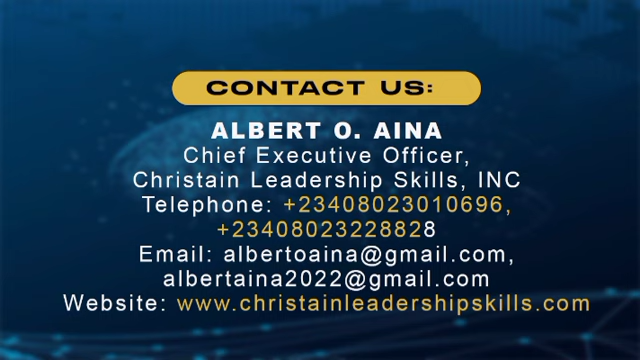 CONTACT US:
ALBERT O. AINA
Chief Executive Officer,
Christain Leadership Skills, INC
Telephone: +23408023010696,
+23408023228828
Email: albertoaina@gmail.com,
albertaina2022@gmail.com
Website: www.christainleadershipskills.com